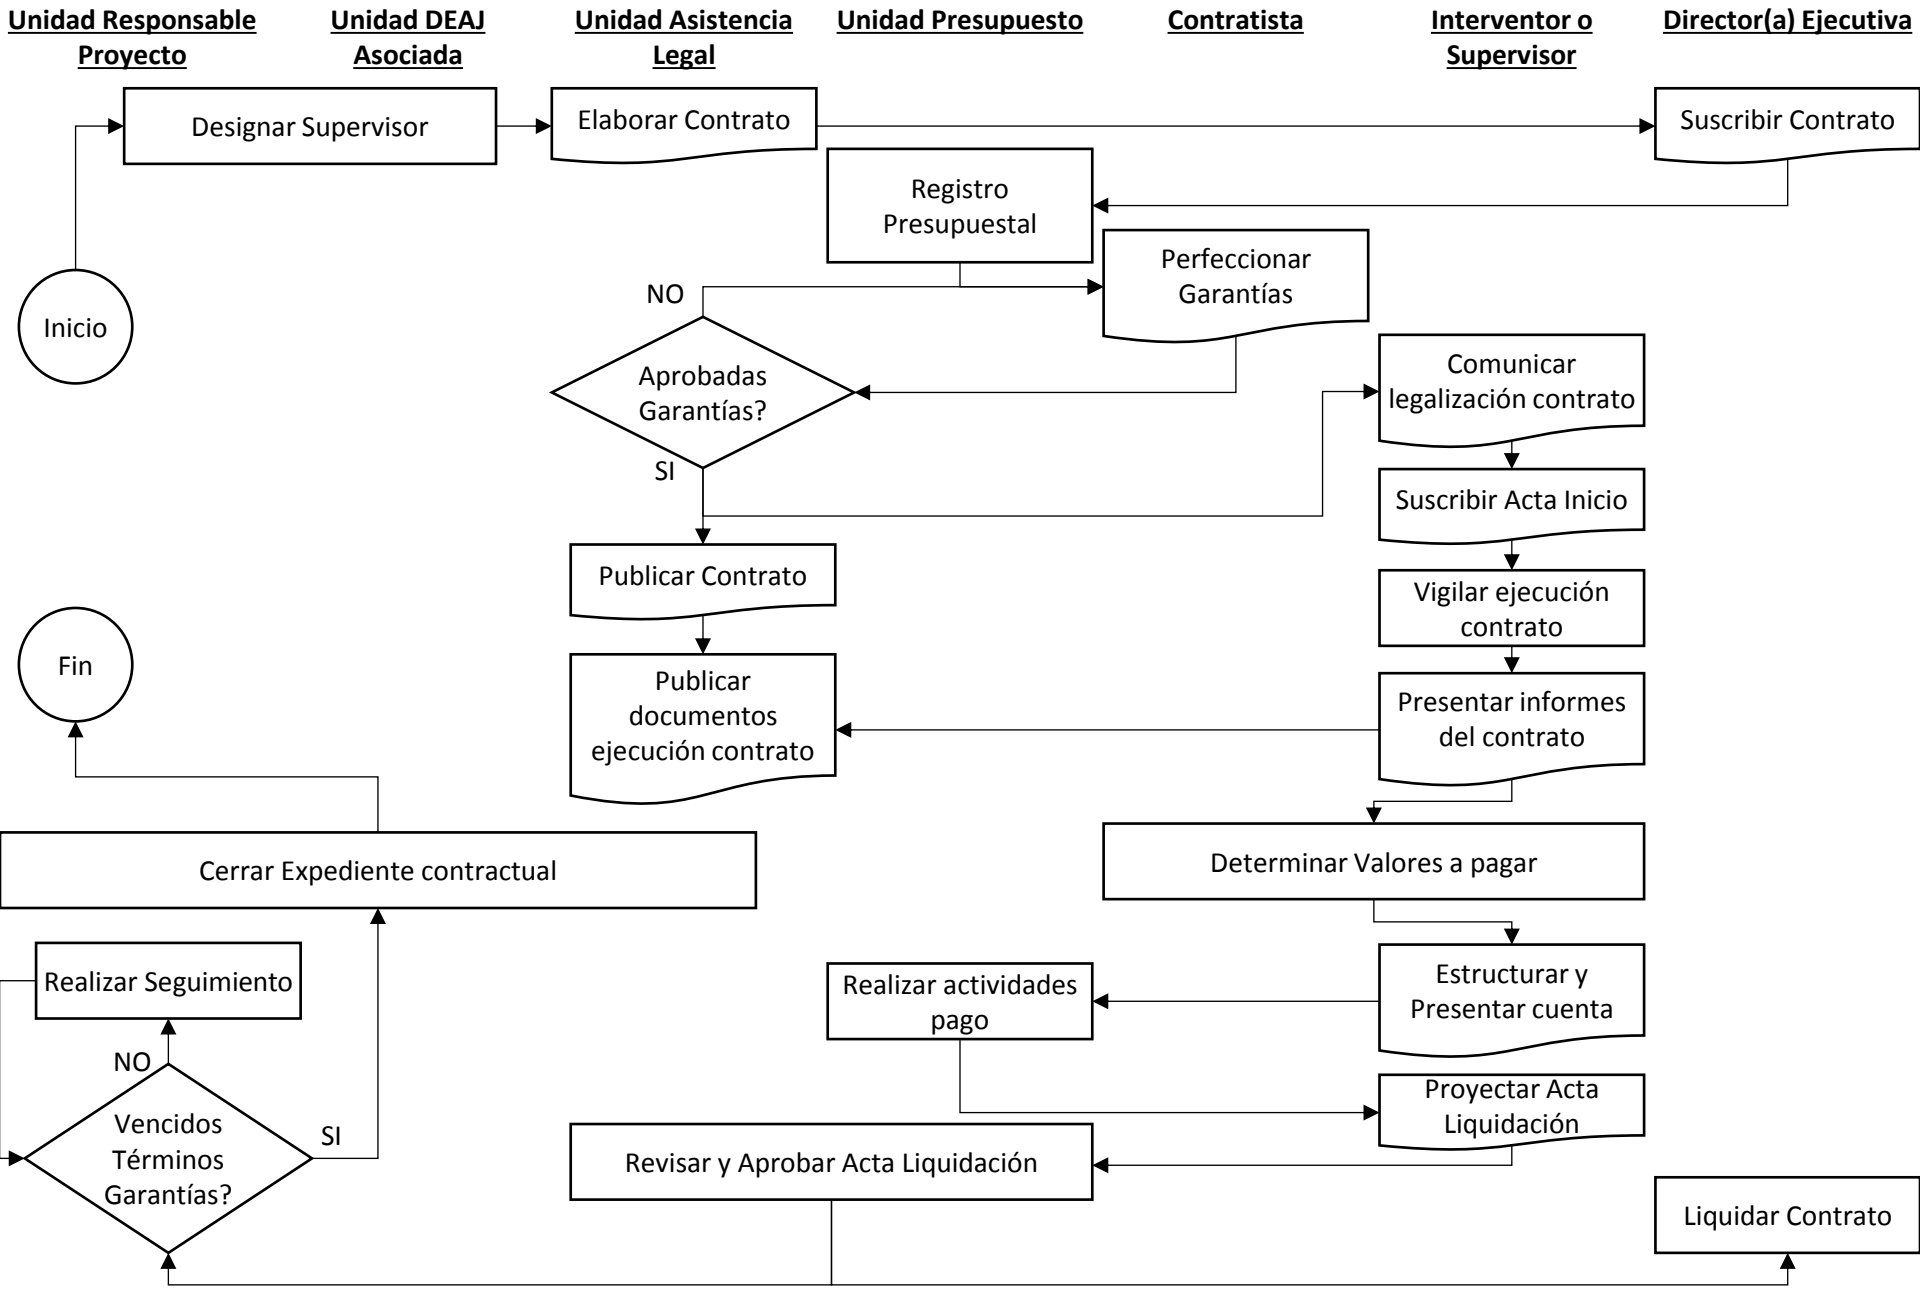 Unidad Responsable
Proyecto
Unidad DEAJ
Asociada
Unidad Asistencia
Legal
Unidad Presupuesto
Contratista
Interventor o
Supervisor
Director(a) Ejecutiva
Designar Supervisor
Elaborar Contrato
Suscribir Contrato
Registro
Presupuestal
Perfeccionar
Garantías
NO
Inicio
Aprobadas
Garantías?
SI
Comunicar
legalización contrato
Suscribir Acta Inicio
Publicar Contrato
Vigilar ejecución
contrato
Fin
Publicar
documentos
ejecución contrato
Presentar informes
del contrato
Cerrar Expediente contractual
Determinar Valores a pagar
Realizar Seguimiento
Realizar actividades
pago
Estructurar y
Presentar cuenta
NO
Vencidos
Términos
Garantías?
SI
Proyectar Acta
Liquidación
Revisar y Aprobar Acta Liquidación
Liquidar Contrato